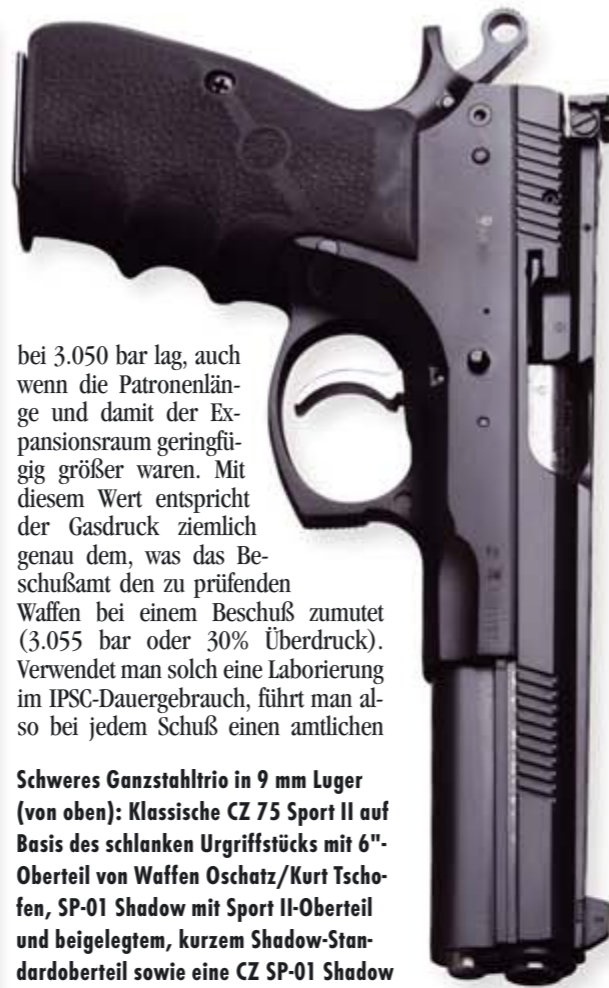 bei 3.050 bar lag, auch
wenn die Patronenlän-
ge und damit der Ex-
pansionsraum geringfü-
gig größer waren. Mit
diesem Wert entspricht
der Gasdruck ziemlich
genau dem, was das Be-
schußamt den zu prüfenden
Waffen bei einem Beschuß zumutet
(3.055 bar oder 30% Überdruck).
Verwendet man solch eine Laborierung
im IPSC-Dauergebrauch, führt man al-
so bei jedem Schuß einen amtlichen
Schweres Ganzstahltrio in 9 mm Luger
(von oben): Klassische CZ 75 Sport II auf
Basis des schlanken Urgriffstücks mit 6"-
Oberteil von Waffen Oschatz/Kurt Tscho-
fen, SP-01 Shadow mit Sport II-Oberteil
und beigelegtem, kurzem Shadow-Stan-
dardoberteil sowie eine CZ SP-01 Shadow